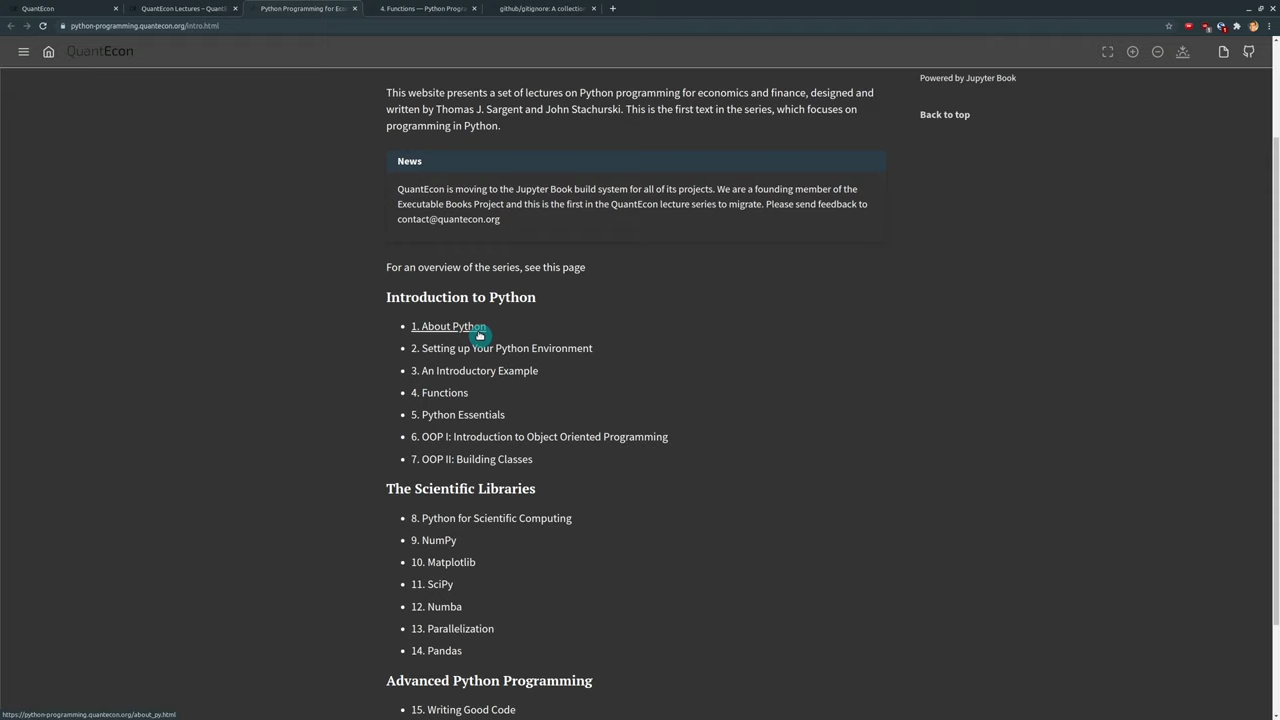 QuantEcon
QuantEcon Lectures – QuantE
Python Programming for Eco
4. Functions — Python Progr
github/gitignore: A collection
python-programming.quantecon.org/intro.html
QuantEcon
This website presents a set of lectures on Python programming for economics and finance, designed and
written by Thomas J. Sargent and John Stachurski. This is the first text in the series, which focuses on
programming in Python.
Powered by Jupyter Book
Back to top
News
QuantEcon is moving to the Jupyter Book build system for all of its projects. We are a founding member of the
Executable Books Project and this is the first in the QuantEcon lecture series to migrate. Please send feedback to
contact@quantecon.org
For an overview of the series, see this page
Introduction to Python
1. About Python
2. Setting up Your Python Environment
3. An Introductory Example
4. Functions
5. Python Essentials
6. OOP I: Introduction to Object Oriented Programming
7. OOP II: Building Classes
The Scientific Libraries
8. Python for Scientific Computing
9. NumPy
10. Matplotlib
11. SciPy
12. Numba
13. Parallelization
14. Pandas
Advanced Python Programming
15. Writing Good Code
https://python-programming.quantecon.org/about_py.html